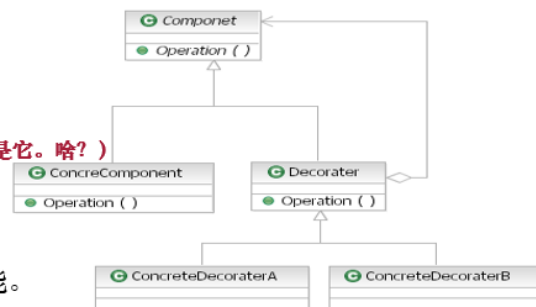 Componet
Operation ( )
是它。啥？)
ConcreComponent
Decorater
Operation ( )
Operation ( )
能。
ConcreteDecoraterA
ConcreteDecoraterB